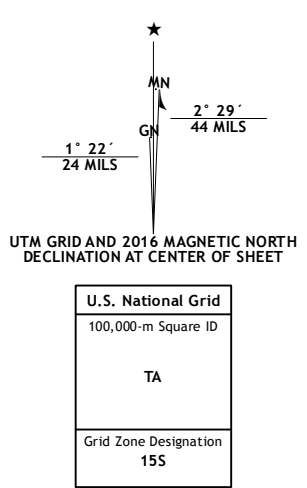 ★
MN
GN
2° 29´
44 MILS
1° 22´
24 MILS
UTM GRID AND 2016 MAGNETIC NORTH
DECLINATION AT CENTER OF SHEET
U.S. National Grid
100,000-m Square ID
TA
Grid Zone Designation
15S